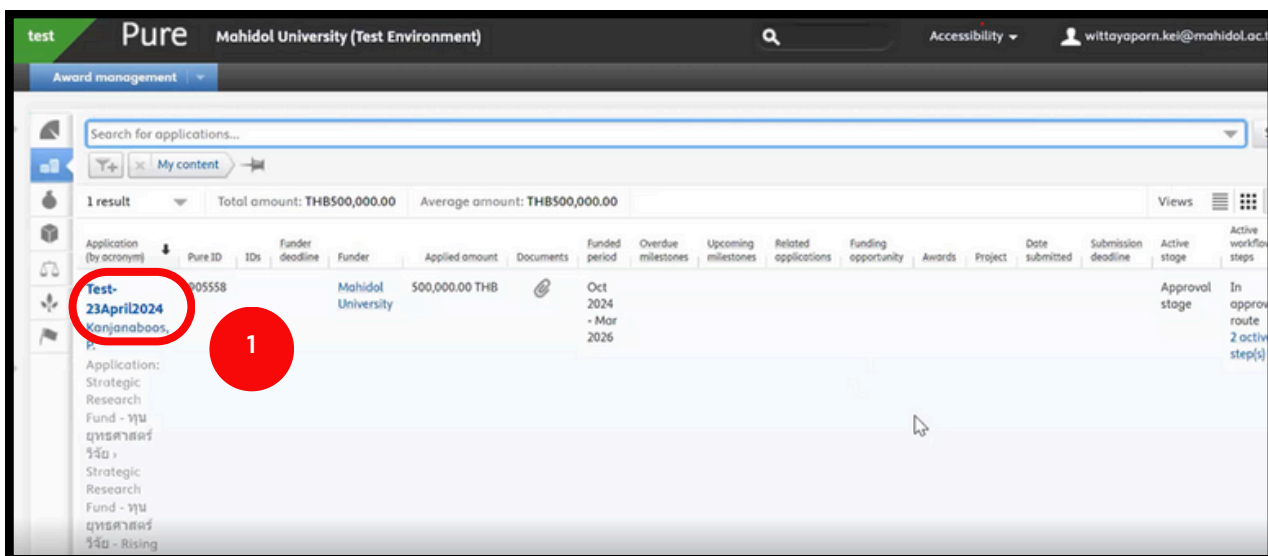 test Pure Mahidol University (Test Environment) Accessibility wittayaporn.kei@mahidol.ac.t
Award management
Search for applications...
My content
1 result Total amount: THB500,000.00 Average amount: THB500,000.00 Views
Application (by acronym) Pure ID IDs Funder deadline Funder Applied amount Documents Funded period Overdue milestones Upcoming milestones Related applications Funding opportunity Awards Project Date submitted Submission deadline Active stage Active workflow steps
Test-
23April2024
Kanjanaboos,
P.
Application:
Strategic
Research
Fund - ทุน
ยุทธศาสตร์
วิจัย ›
Strategic
Research
Fund - ทุน
ยุทธศาสตร์
วิจัย - Rising
905558
Mahidol
University
500,000.00 THB
Oct
2024
- Mar
2026
Approval
stage
In
approv
route
2 activ
step(s)
1